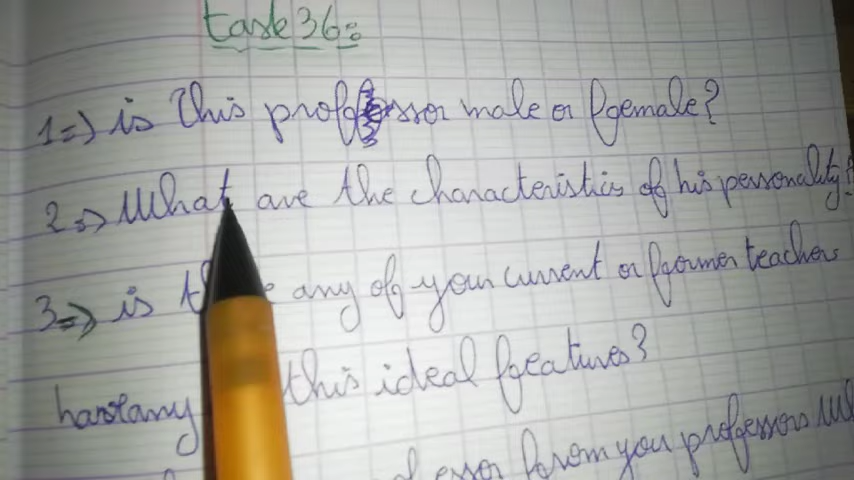 task 36:
1=> is this professor male or female?
2=> What are the characteristics of his personality?
3=> is any of your current or former teachers
this ideal features?
from you professors